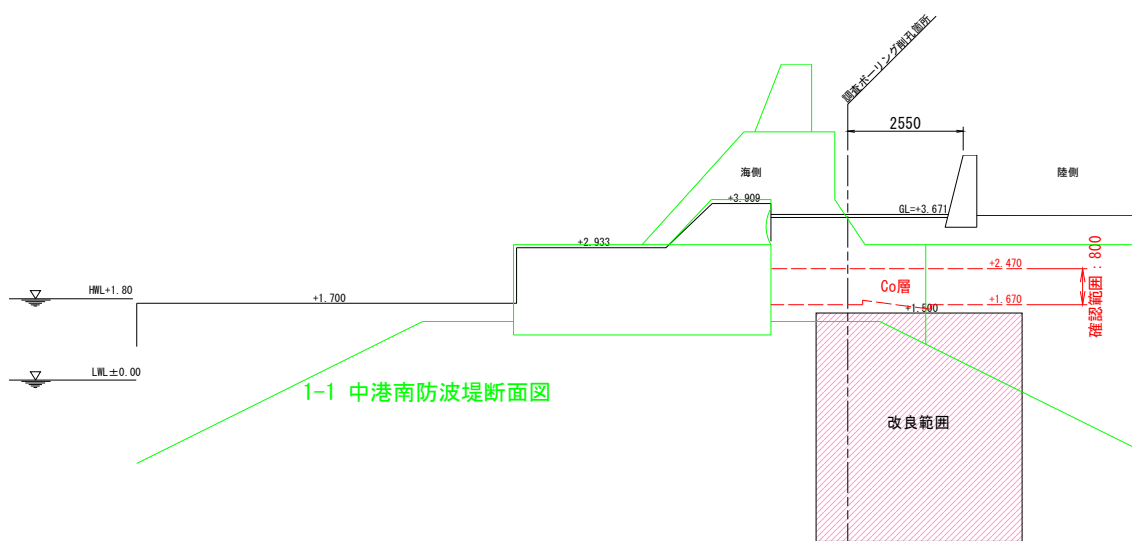 調査ボーリング削孔箇所
2550
海側
陸側
+3.909
GL=+3.671
+2.933
+2.470
確認範囲：800
Co層
HWL+1.80
+1.700
+1.670
+1.500
LWL±0.00
1-1 中港南防波堤断面図
改良範囲